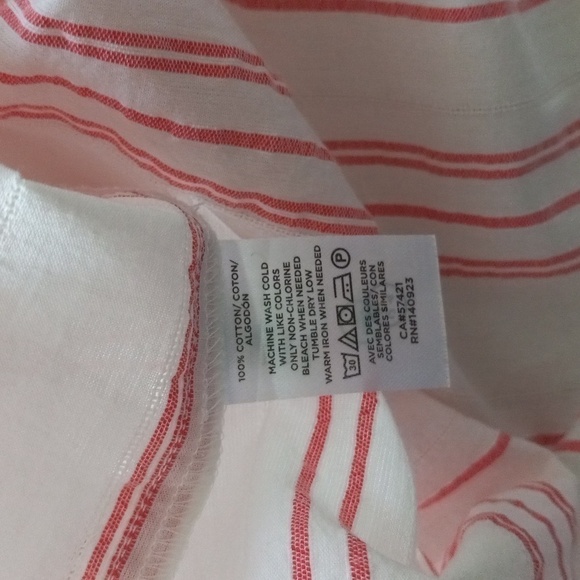 100% COTTON/ COTON/
ALGODÓN
MACHINE WASH COLD
WITH LIKE COLORS
ONLY NON-CHLORINE
BLEACH WHEN NEEDED
TUMBLE DRY LOW
WARM IRON WHEN NEEDED
30 P
AVEC DES COULEURS
SEMBLABLES/ CON
COLORES SIMILARES
CA#57421
RN#140923